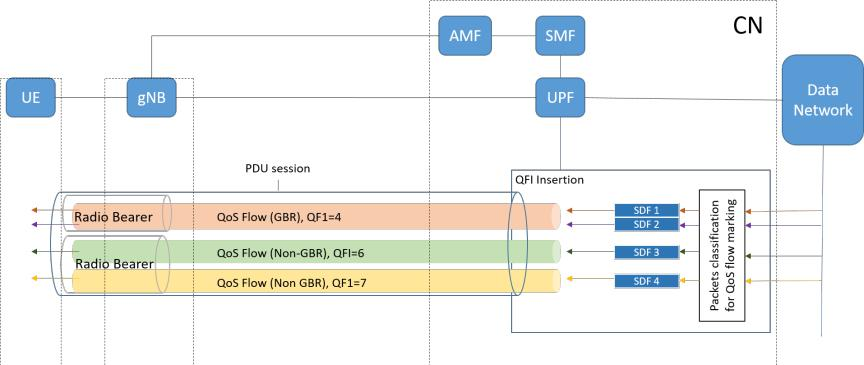 CN
AMF
SMF
UE
gNB
UPF
Data
Network
PDU session
QFI Insertion
Radio Bearer
QoS Flow (GBR), QF1=4
SDF 1
SDF 2
Radio Bearer
QoS Flow (Non-GBR), QFI=6
SDF 3
QoS Flow (Non GBR), QF1=7
SDF 4
Packets classification
for QoS flow marking